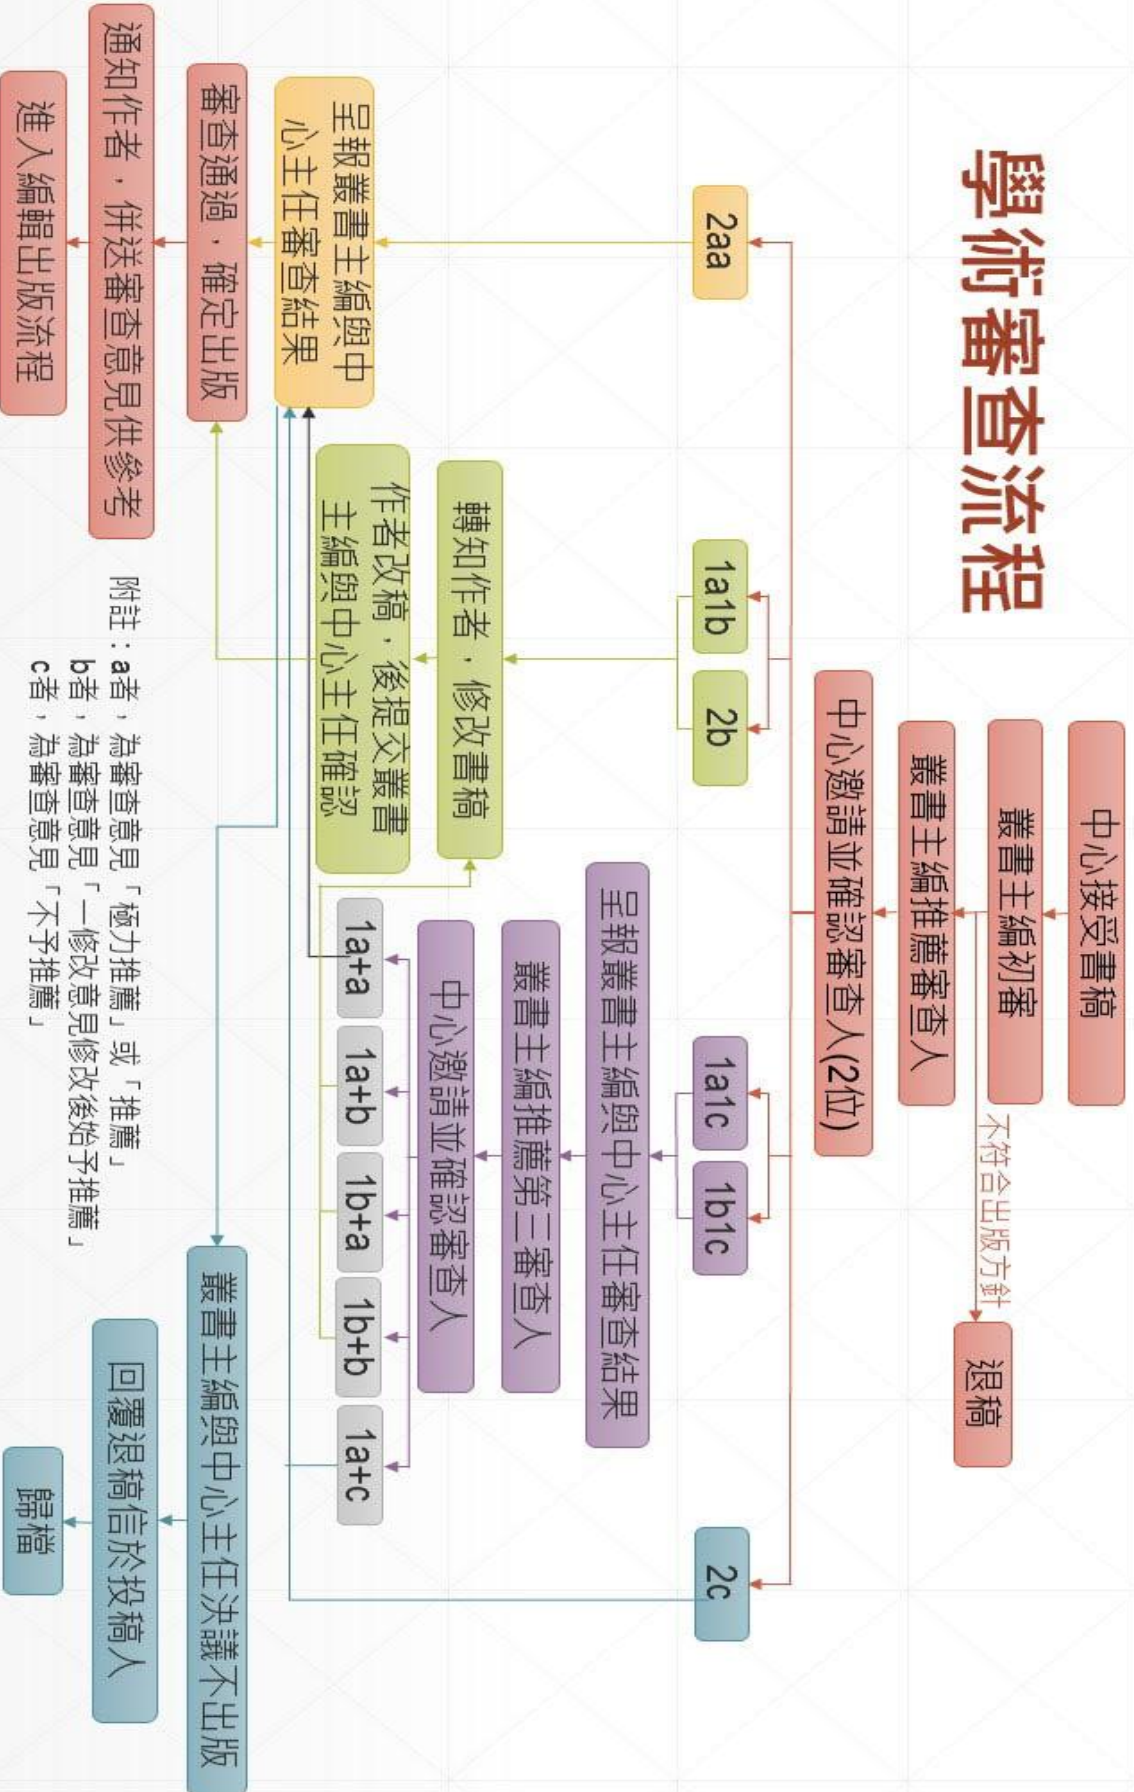 學術審查流程
中心接受書稿
叢書主編初審
不符合出版方針
退稿
叢書主編推薦審查人
中心邀請並確認審查人(2位)
2aa
1a1b
2b
1a1c
1b1c
2c
呈報叢書主編與中心主任審查結果
叢書主編推薦第三審查人
中心邀請並確認審查人
轉知作者，修改書稿
1a+a
1a+b
1b+a
1b+b
1a+c
作者改稿，後提交叢書
主編與中心主任確認
呈報叢書主編與中
心主任審查結果
審查通過，確定出版
通知作者，併送審查意見供參考
進入編輯出版流程
叢書主編與中心主任決議不出版
回覆退稿信於投稿人
歸檔
附註：a者，為審查意見「極力推薦」或「推薦」
b者，為審查意見「一修改意見修改後始予推薦」
c者，為審查意見「不予推薦」